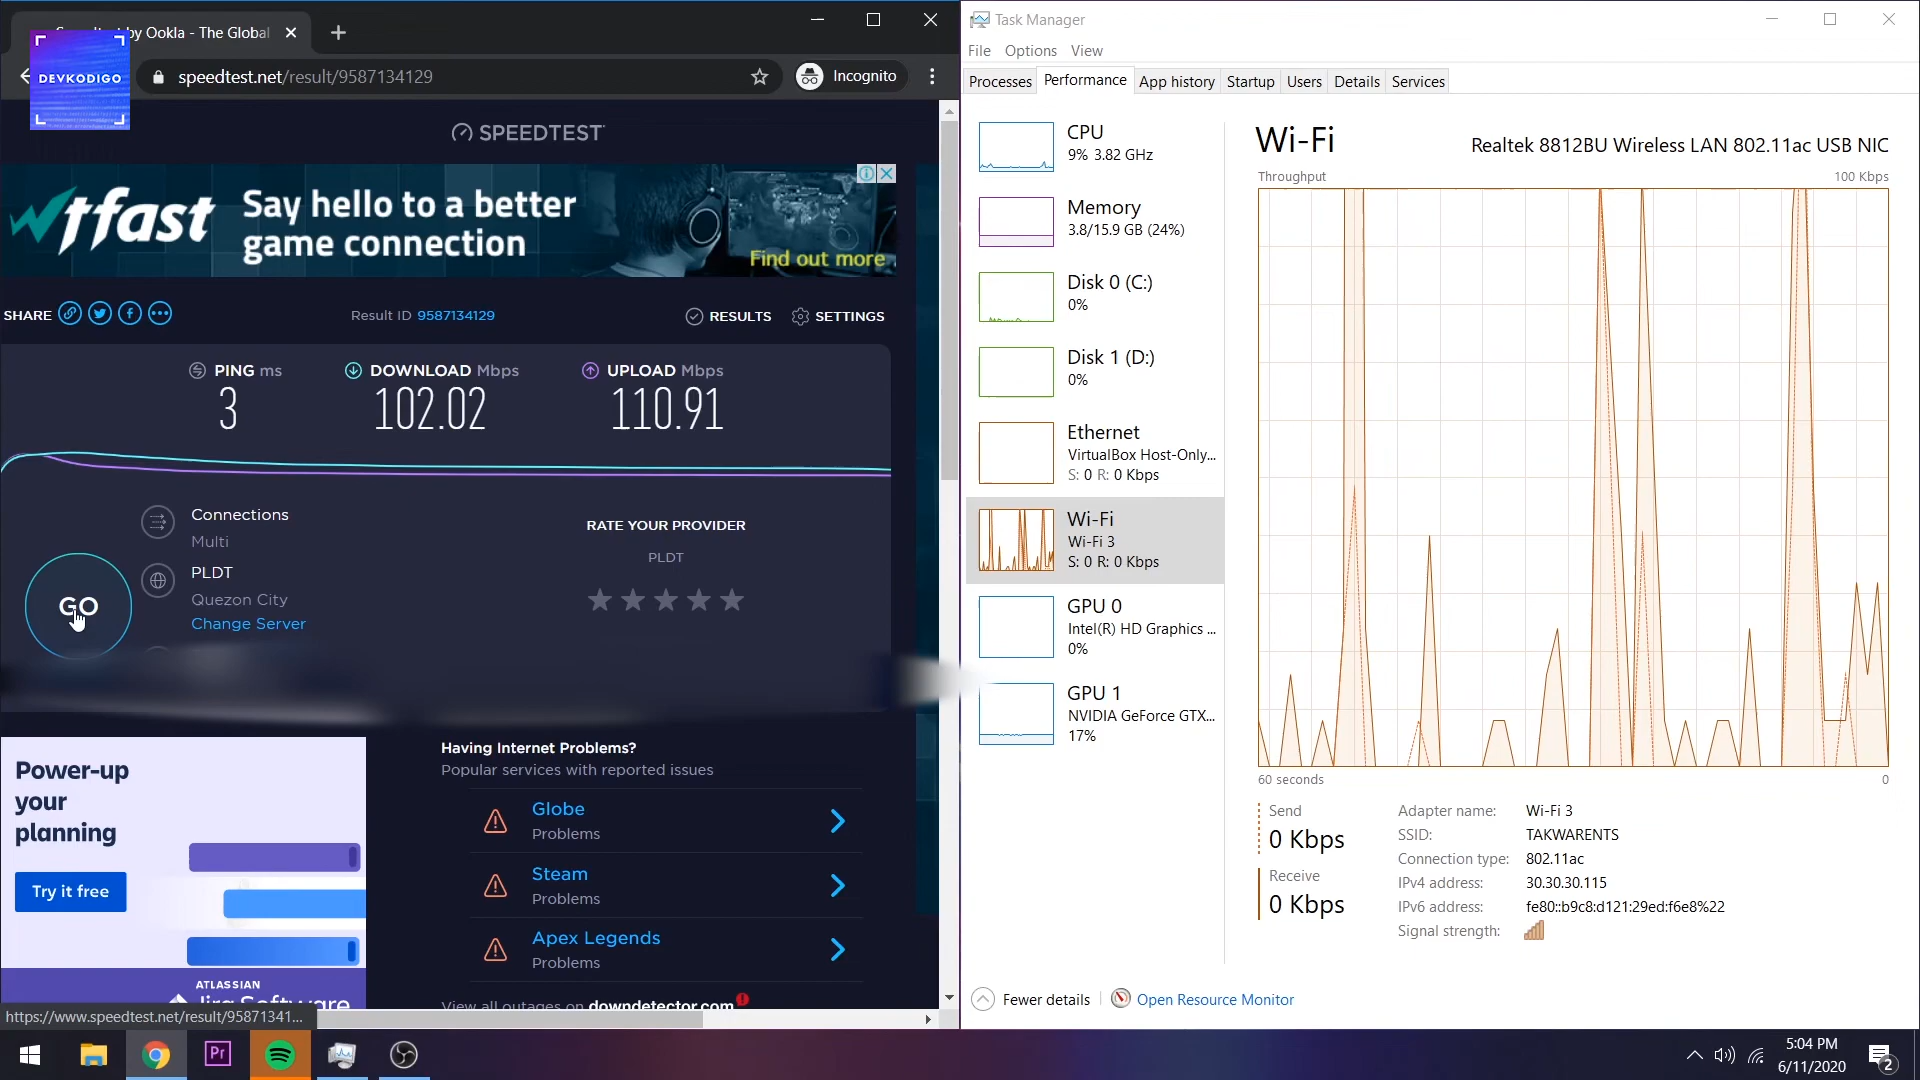 by Ookla - The Global
DEVKODIGO
speedtest.net/result/9587134129
Incognito
SPEEDTEST
wtfast
Say hello to a better
game connection
Find out more
SHARE
Result ID 9587134129
RESULTS
SETTINGS
PING ms
DOWNLOAD Mbps
UPLOAD Mbps
3
102.02
110.91
Connections
Multi
PLDT
Quezon City
Change Server
GO
RATE YOUR PROVIDER
PLDT
Power-up
your
planning
Try it free
ATLASSIAN
Jira Software
Having Internet Problems?
Popular services with reported issues
Globe
Problems
Steam
Problems
Apex Legends
Problems
View all outages on downdetector.com
https://www.speedtest.net/result/95871341...
Task Manager
File Options View
Processes Performance App history Startup Users Details Services
CPU
9% 3.82 GHz
Memory
3.8/15.9 GB (24%)
Disk 0 (C:)
0%
Disk 1 (D:)
0%
Ethernet
VirtualBox Host-Only...
S: 0 R: 0 Kbps
Wi-Fi
Wi-Fi 3
S: 0 R: 0 Kbps
GPU 0
Intel(R) HD Graphics ...
0%
GPU 1
NVIDIA GeForce GTX...
17%
Wi-Fi
Realtek 8812BU Wireless LAN 802.11ac USB NIC
Throughput
100 Kbps
60 seconds
0
Send
0 Kbps
Receive
0 Kbps
Adapter name: Wi-Fi 3
SSID: TAKWARENTS
Connection type: 802.11ac
IPv4 address: 30.30.30.115
IPv6 address: fe80::b9c8:d121:29ed:f6e8%22
Signal strength:
Fewer details
Open Resource Monitor
Pr
5:04 PM
6/11/2020
2